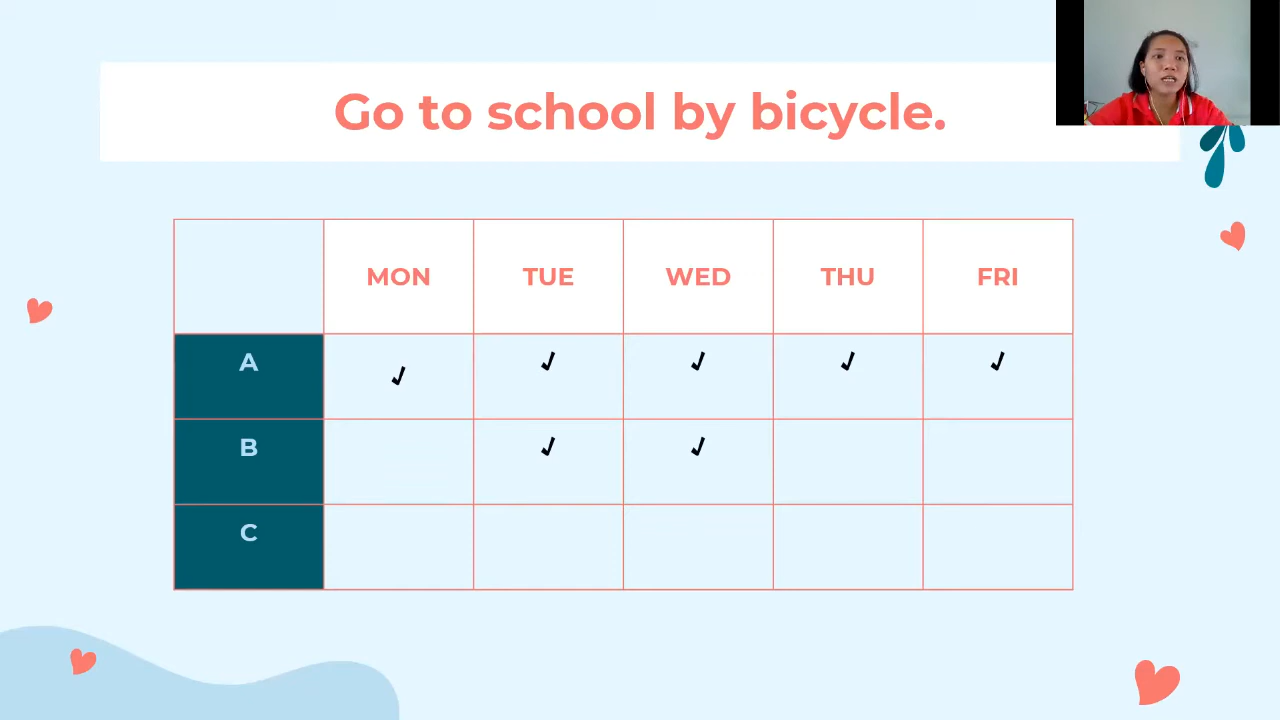 Go to school by bicycle.
MON TUE WED THU FRI
A ✓ ✓ ✓ ✓ ✓
B ✓ ✓
C